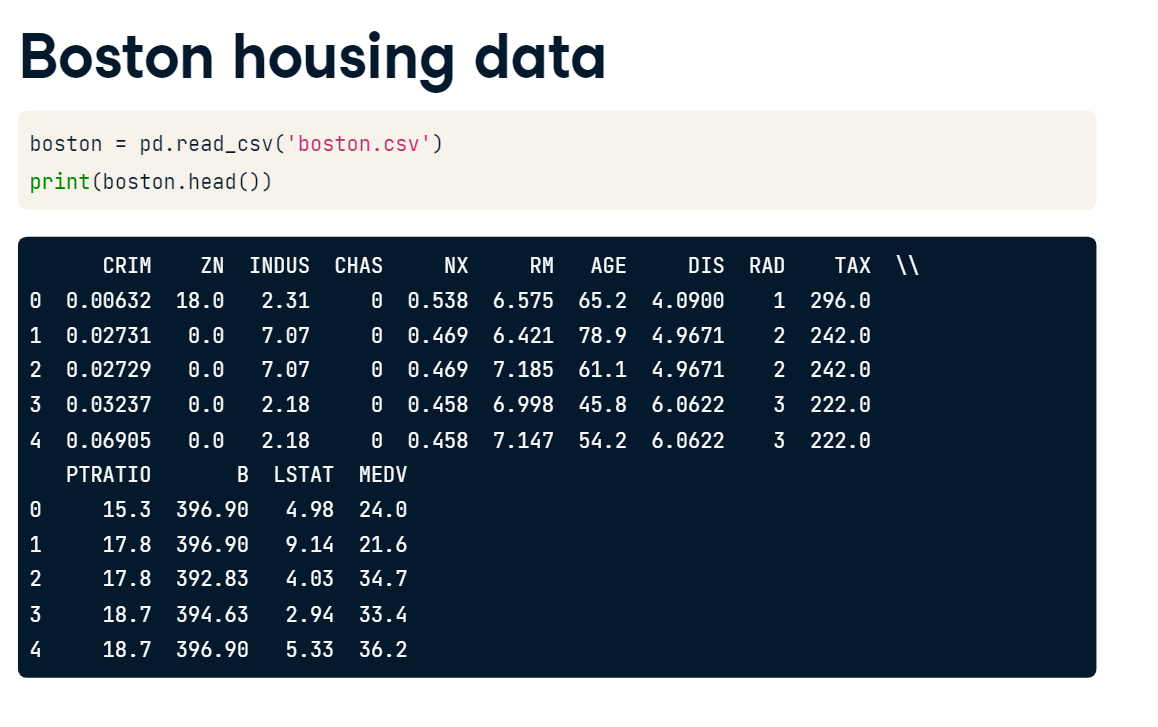 Boston housing data
boston = pd.read_csv('boston.csv')
print(boston.head())
      CRIM    ZN  INDUS  CHAS     NX     RM   AGE     DIS  RAD    TAX  \\
0  0.00632  18.0   2.31     0  0.538  6.575  65.2  4.0900    1  296.0
1  0.02731   0.0   7.07     0  0.469  6.421  78.9  4.9671    2  242.0
2  0.02729   0.0   7.07     0  0.469  7.185  61.1  4.9671    2  242.0
3  0.03237   0.0   2.18     0  0.458  6.998  45.8  6.0622    3  222.0
4  0.06905   0.0   2.18     0  0.458  7.147  54.2  6.0622    3  222.0
   PTRATIO       B  LSTAT  MEDV
0     15.3  396.90   4.98  24.0
1     17.8  396.90   9.14  21.6
2     17.8  392.83   4.03  34.7
3     18.7  394.63   2.94  33.4
4     18.7  396.90   5.33  36.2